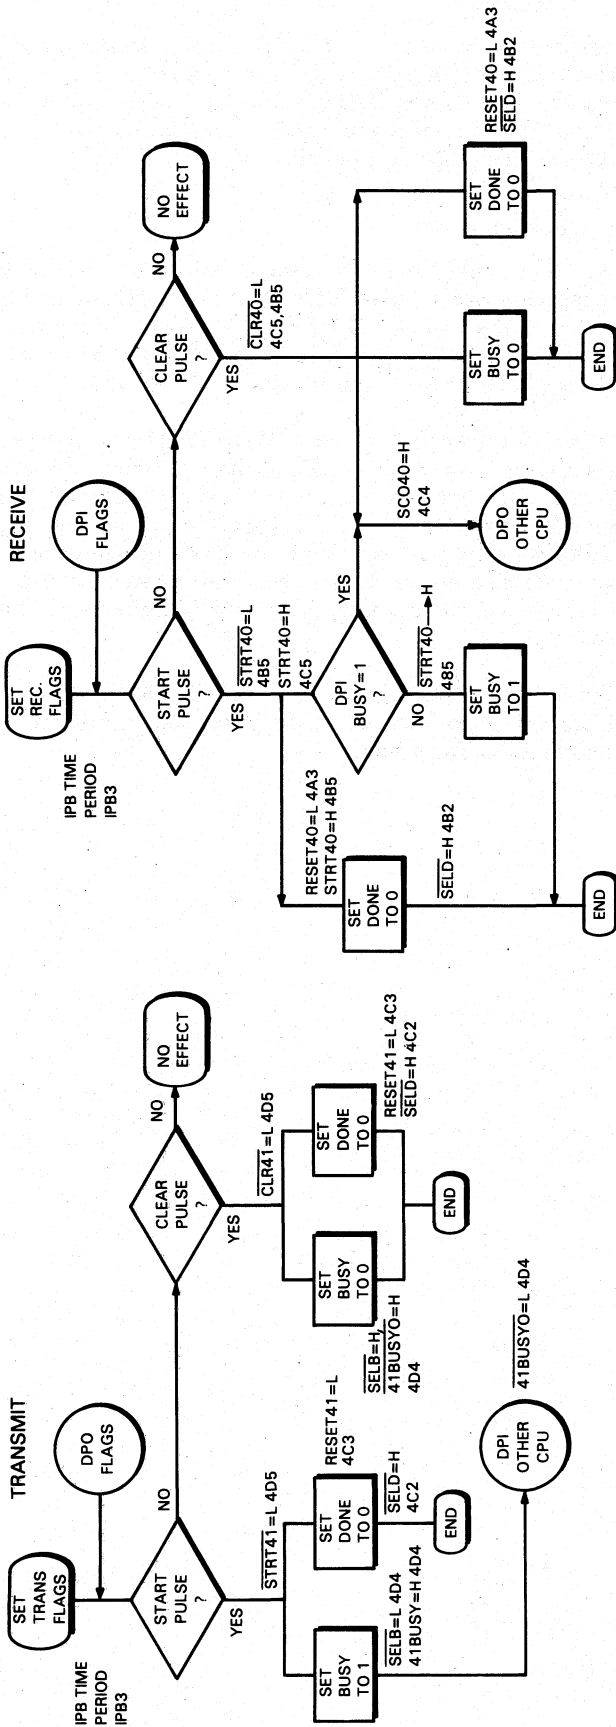 TRANSMIT
SET
TRANS
FLAGS
IPB TIME
PERIOD
IPB3
DPO
FLAGS
START
PULSE
?
NO
YES
CLEAR
PULSE
?
NO
NO
EFFECT
YES
STRT41=L 4D5
SET
BUSY
TO 1
SET
DONE
TO 0
RESET41=L
4C3
SELB=L 4D4
41BUSY=H 4D4
SELD=H
4C2
END
DPI
OTHER
CPU
41BUSYO=L 4D4
CLR41=L 4D5
SET
BUSY
TO 0
SET
DONE
TO 0
RESET41=L 4C3
SELD=H 4C2
SELB=H,
41BUSYO=H
4D4
END
RECEIVE
SET
REC.
FLAGS
IPB TIME
PERIOD
IPB3
DPI
FLAGS
START
PULSE
?
NO
YES
CLEAR
PULSE
?
NO
NO
EFFECT
YES
STRT40=L
4B5
STRT40=H
4C5
CLR40=L
4C5,4B5
RESET40=L 4A3
STRT40=H 4B5
SET
DONE
TO 0
SELD=H 4B2
DPI
BUSY=1
?
YES
NO
STRT40→H
485
SET
BUSY
TO 1
END
SCO40=H
4C4
DPO
OTHER
CPU
SET
BUSY
TO 0
SET
DONE
TO 0
RESET40=L 4A3
SELD=H 4B2
END